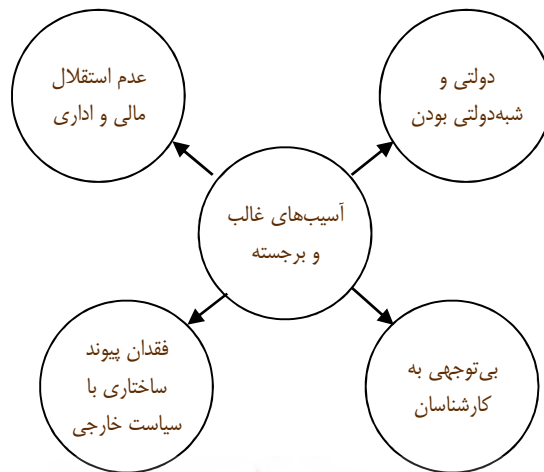 دولتی و
شبه‌دولتی بودن
عدم استقلال
مالی و اداری
آسیب‌های غالب
و برجسته
بی‌توجهی به
کارشناسان
فقدان پیوند
ساختاری با
سیاست خارجی